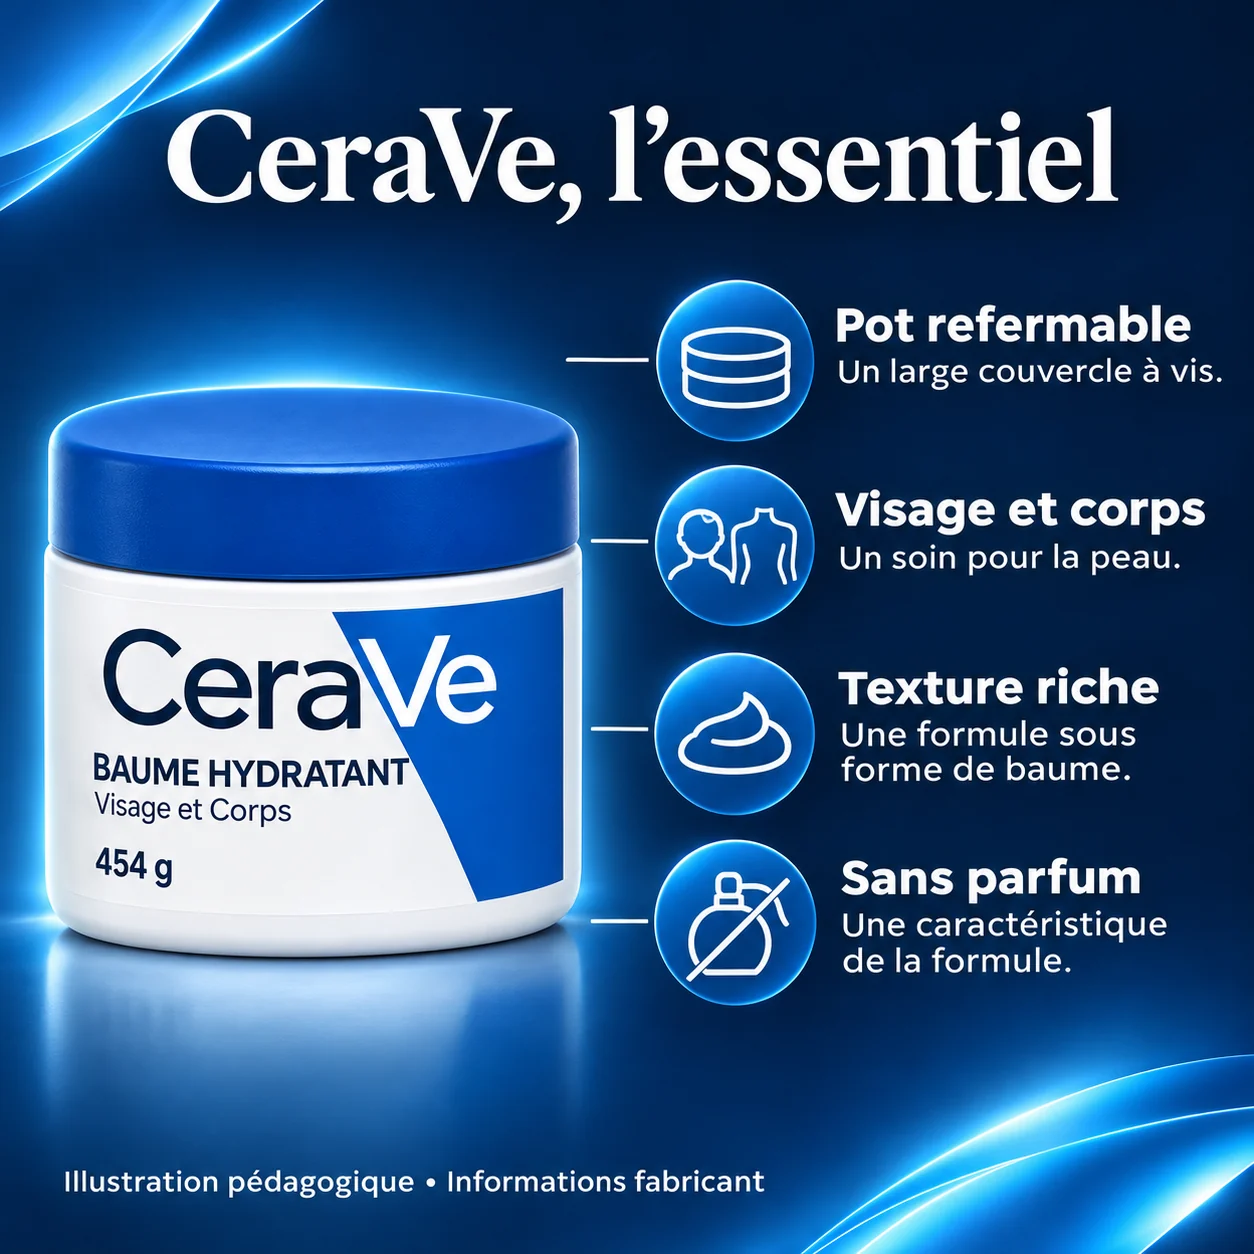 CeraVe, l’essentiel
Pot refermable
Un large couvercle à vis.
Visage et corps
Un soin pour la peau.
Texture riche
Une formule sous
forme de baume.
Sans parfum
Une caractéristique
de la formule.
CeraVe
BAUME HYDRATANT
Visage et Corps
454 g
Illustration pédagogique • Informations fabricant